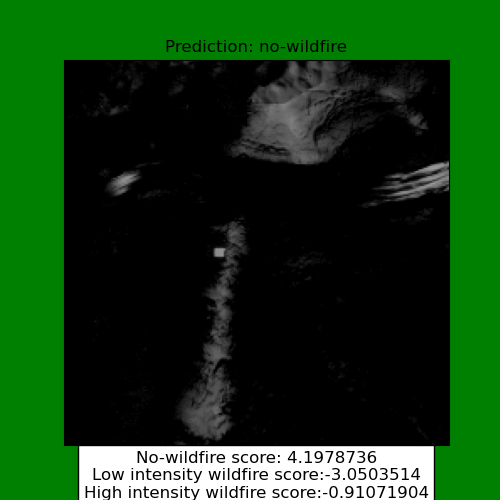 Prediction: no-wildfire
No-wildfire score: 4.1978736
Low intensity wildfire score:-3.0503514
High intensity wildfire score:-0.91071904